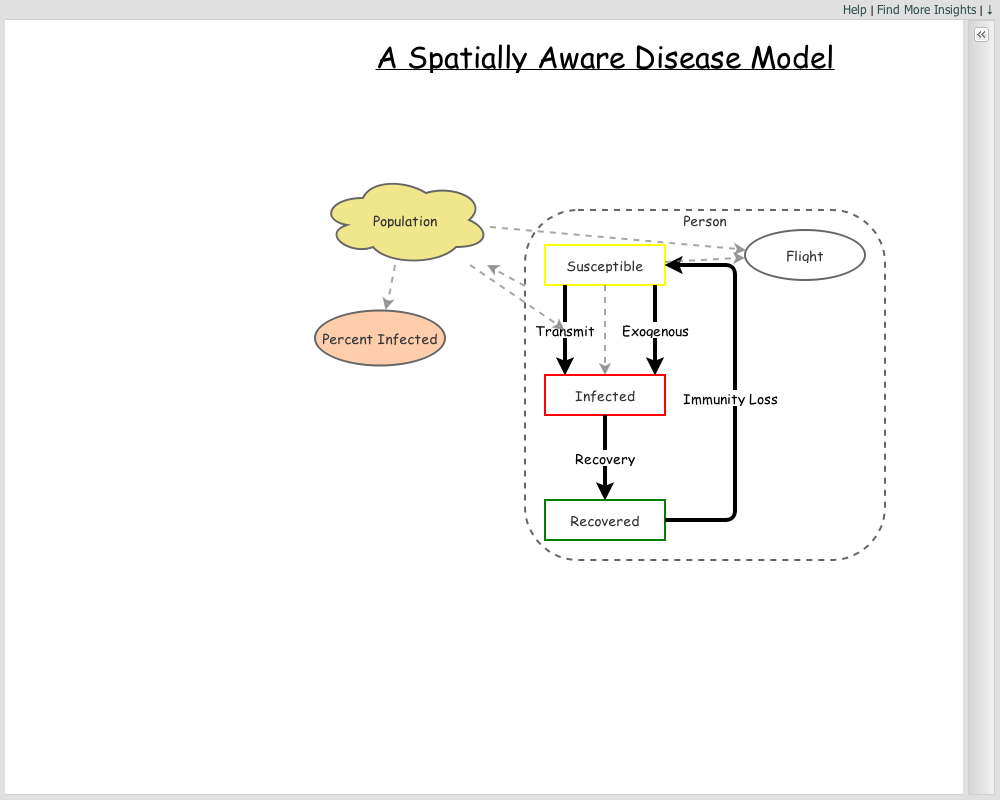 Help | Find More Insights | ↓
A Spatially Aware Disease Model
Population
Person
Flight
Susceptible
Transmit
Exogenous
Percent Infected
Infected
Immunity Loss
Recovery
Recovered